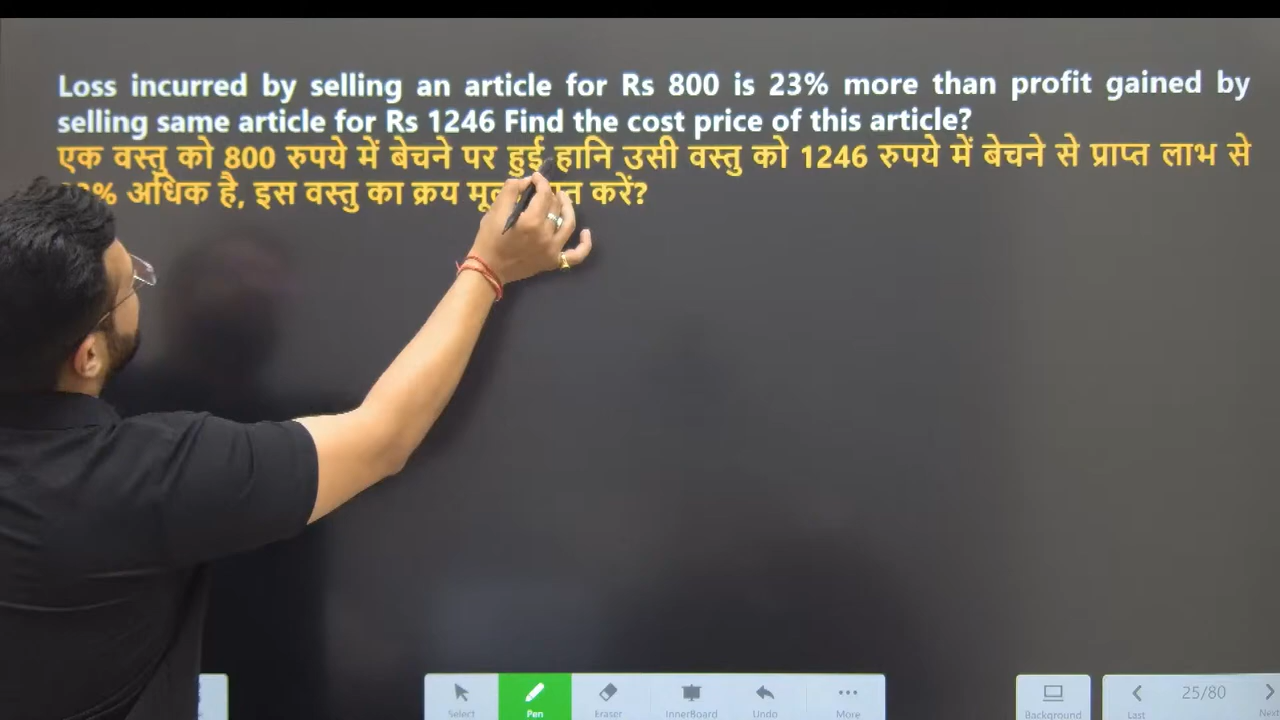 Loss incurred by selling an article for Rs 800 is 23% more than profit gained by
selling same article for Rs 1246 Find the cost price of this article?
एक वस्तु को 800 रुपये में बेचने पर हुई हानि उसी वस्तु को 1246 रुपये में बेचने से प्राप्त लाभ से
अधिक है, इस वस्तु का क्रय करें?
Select Pen Eraser InnerBoard Undo More Background Last 25/80 Next